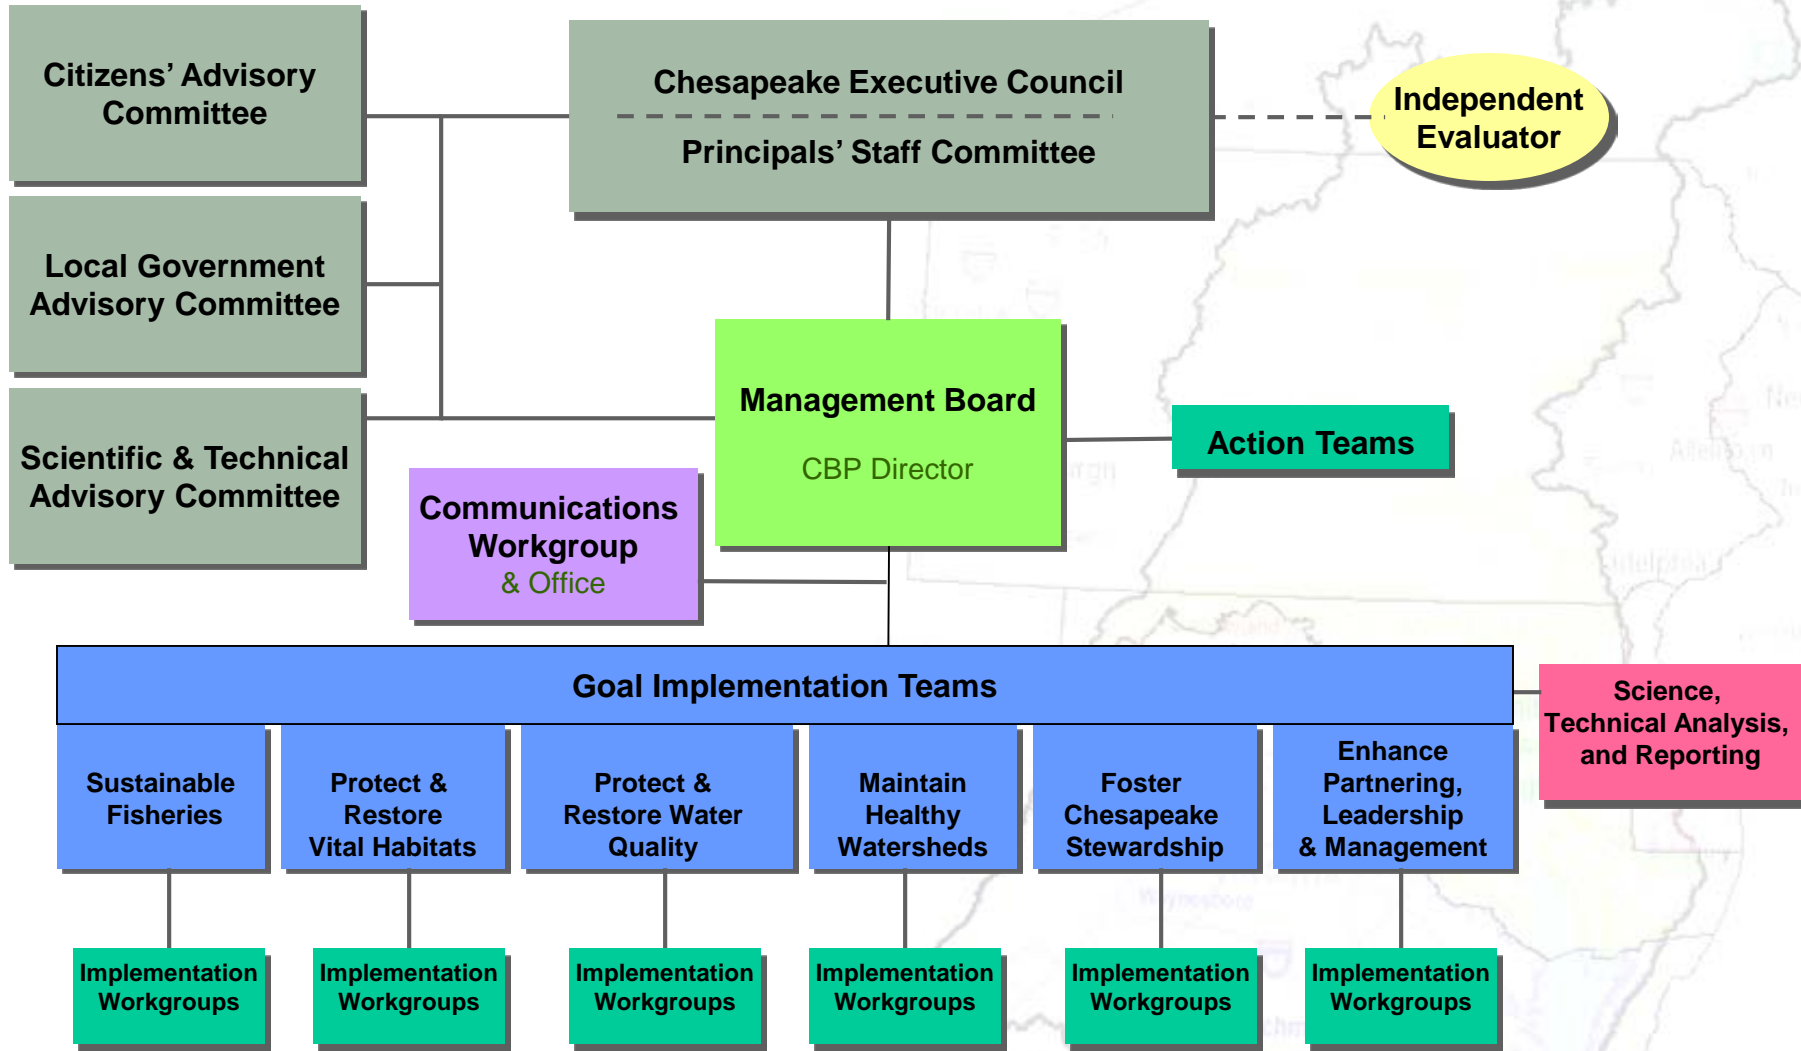 Citizens’ Advisory
Committee
Chesapeake Executive Council
Principals’ Staff Committee
Independent
Evaluator
Local Government
Advisory Committee
Scientific & Technical
Advisory Committee
Management Board
CBP Director
Action Teams
Communications
Workgroup
& Office
Goal Implementation Teams
Science,
Technical Analysis,
and Reporting
Sustainable
Fisheries
Protect &
Restore
Vital Habitats
Protect &
Restore Water
Quality
Maintain
Healthy
Watersheds
Foster
Chesapeake
Stewardship
Enhance
Partnering,
Leadership
& Management
Implementation
Workgroups
Implementation
Workgroups
Implementation
Workgroups
Implementation
Workgroups
Implementation
Workgroups
Implementation
Workgroups
Waynesboro